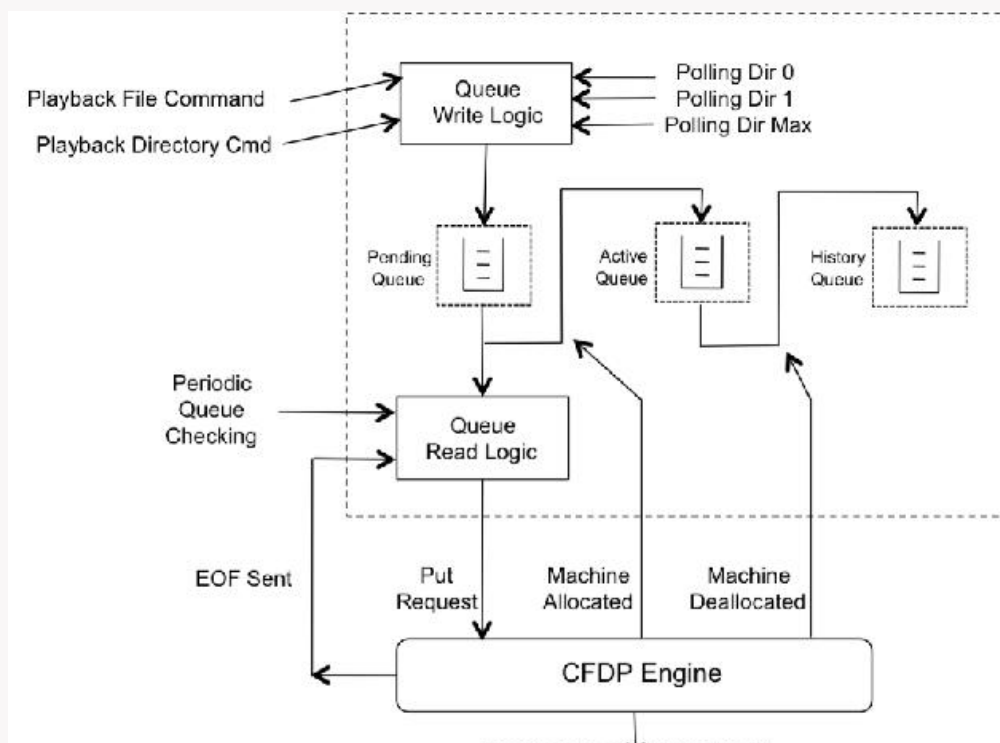 Playback File Command
Playback Directory Cmd
Queue
Write Logic
Polling Dir 0
Polling Dir 1
Polling Dir Max
Pending
Queue
Active
Queue
History
Queue
Periodic
Queue
Checking
Queue
Read Logic
EOF Sent
Put
Request
Machine
Allocated
Machine
Deallocated
CFDP Engine